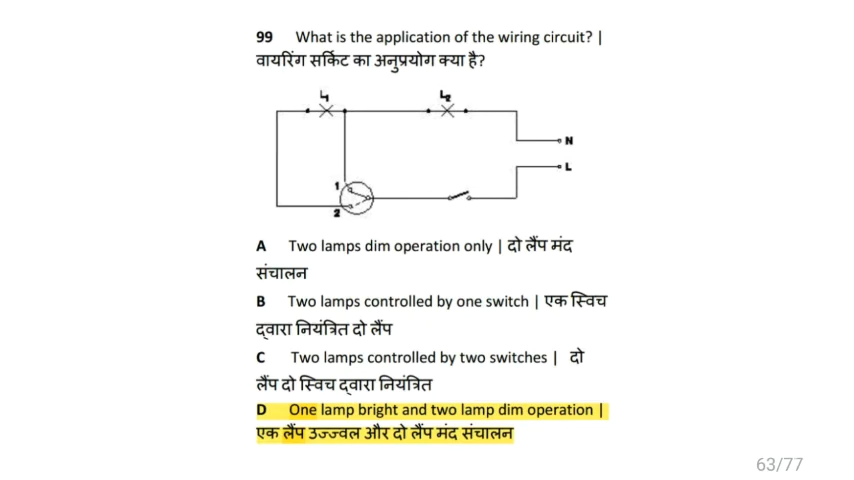 99 What is the application of the wiring circuit? |
वायरिंग सर्किट का अनुप्रयोग क्या है?
L1 L2
N
L
1
2
A Two lamps dim operation only | दो लैंप मंद
संचालन
B Two lamps controlled by one switch | एक स्विच
द्वारा नियंत्रित दो लैंप
C Two lamps controlled by two switches | दो
लैंप दो स्विच द्वारा नियंत्रित
D One lamp bright and two lamp dim operation |
एक लैंप उज्ज्वल और दो लैंप मंद संचालन
63/77